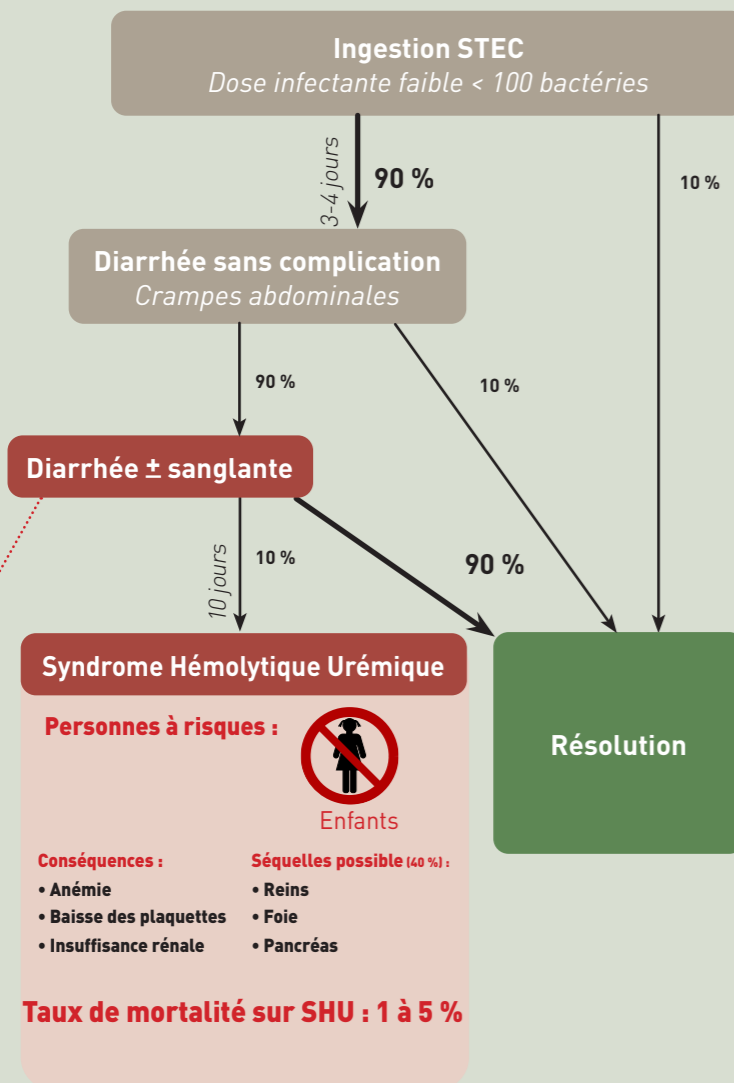 Ingestion STEC
Dose infectante faible < 100 bactéries
3-4 jours
90 %
10 %
Diarrhée sans complication
Crampes abdominales
90 %
10 %
Diarrhée ± sanglante
10 jours
10 %
90 %
Syndrome Hémolytique Urémique
Personnes à risques :
Enfants
Conséquences :
• Anémie
• Baisse des plaquettes
• Insuffisance rénale
Séquelles possible (40 %) :
• Reins
• Foie
• Pancréas
Taux de mortalité sur SHU : 1 à 5 %
Résolution